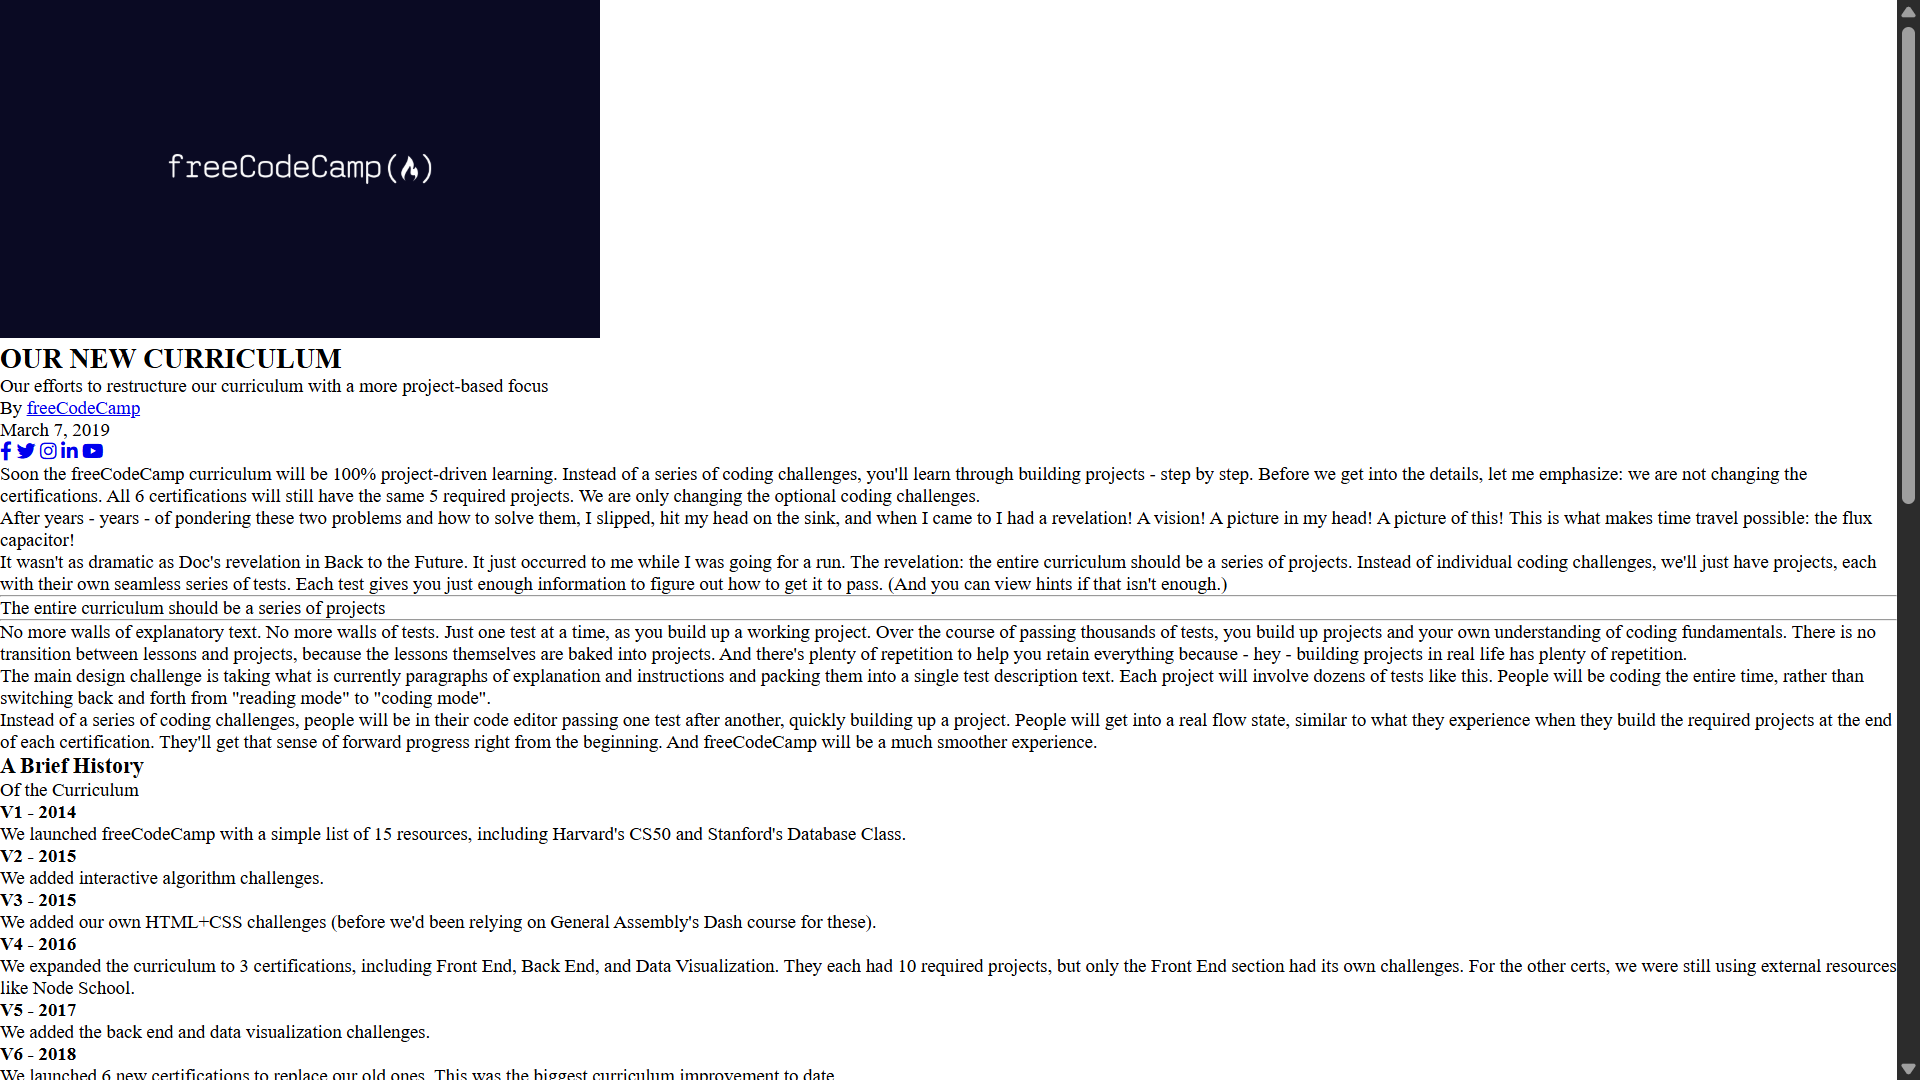 freeCodeCamp
OUR NEW CURRICULUM
Our efforts to restructure our curriculum with a more project-based focus
By freeCodeCamp
March 7, 2019
Soon the freeCodeCamp curriculum will be 100% project-driven learning. Instead of a series of coding challenges, you'll learn through building projects - step by step. Before we get into the details, let me emphasize: we are not changing the
certifications. All 6 certifications will still have the same 5 required projects. We are only changing the optional coding challenges.
After years - years - of pondering these two problems and how to solve them, I slipped, hit my head on the sink, and when I came to I had a revelation! A vision! A picture in my head! A picture of this! This is what makes time travel possible: the flux
capacitor!
It wasn't as dramatic as Doc's revelation in Back to the Future. It just occurred to me while I was going for a run. The revelation: the entire curriculum should be a series of projects. Instead of individual coding challenges, we'll just have projects, each
with their own seamless series of tests. Each test gives you just enough information to figure out how to get it to pass. (And you can view hints if that isn't enough.)
The entire curriculum should be a series of projects
No more walls of explanatory text. No more walls of tests. Just one test at a time, as you build up a working project. Over the course of passing thousands of tests, you build up projects and your own understanding of coding fundamentals. There is no
transition between lessons and projects, because the lessons themselves are baked into projects. And there's plenty of repetition to help you retain everything because - hey - building projects in real life has plenty of repetition.
The main design challenge is taking what is currently paragraphs of explanation and instructions and packing them into a single test description text. Each project will involve dozens of tests like this. People will be coding the entire time, rather than
switching back and forth from "reading mode" to "coding mode".
Instead of a series of coding challenges, people will be in their code editor passing one test after another, quickly building up a project. People will get into a real flow state, similar to what they experience when they build the required projects at the end
of each certification. They'll get that sense of forward progress right from the beginning. And freeCodeCamp will be a much smoother experience.
A Brief History
Of the Curriculum
V1 - 2014
We launched freeCodeCamp with a simple list of 15 resources, including Harvard's CS50 and Stanford's Database Class.
V2 - 2015
We added interactive algorithm challenges.
V3 - 2015
We added our own HTML+CSS challenges (before we'd been relying on General Assembly's Dash course for these).
V4 - 2016
We expanded the curriculum to 3 certifications, including Front End, Back End, and Data Visualization. They each had 10 required projects, but only the Front End section had its own challenges. For the other certs, we were still using external resources
like Node School.
V5 - 2017
We added the back end and data visualization challenges.
V6 - 2018
We launched 6 new certifications to replace our old ones. This was the biggest curriculum improvement to date.